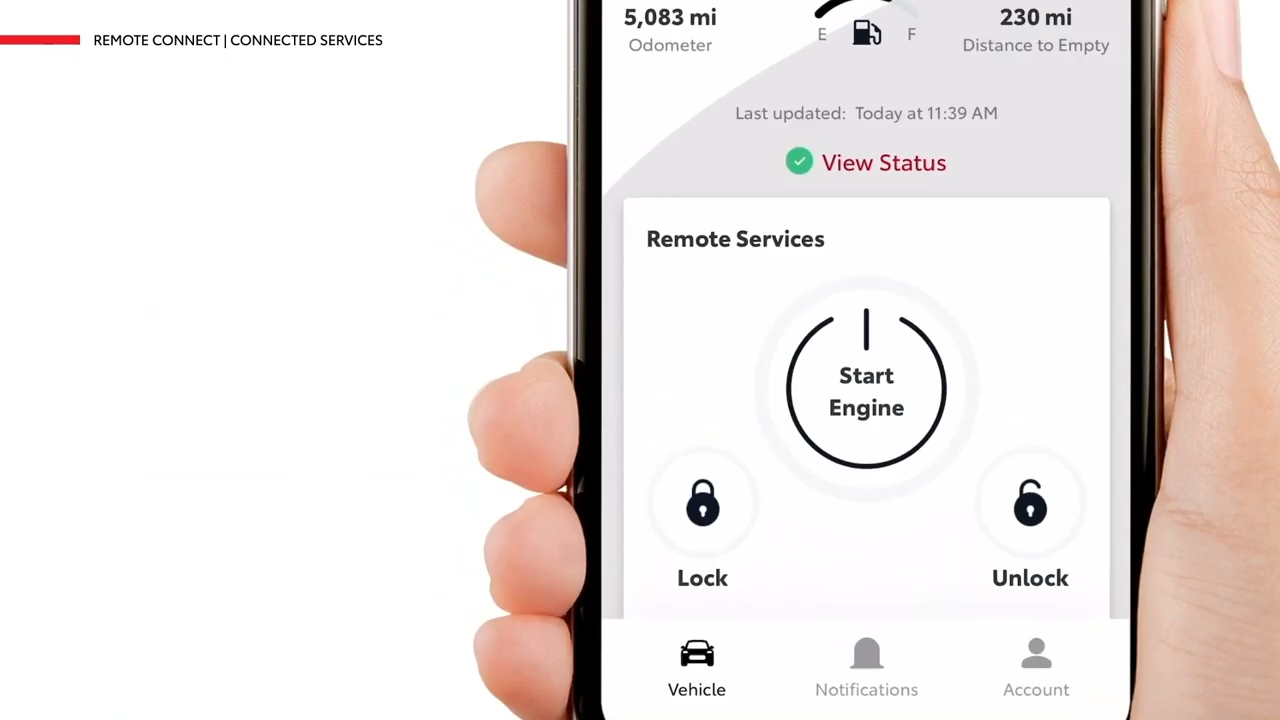 REMOTE CONNECT | CONNECTED SERVICES
5,083 mi
Odometer
E
F
230 mi
Distance to Empty
Last updated: Today at 11:39 AM
View Status
Remote Services
Start
Engine
Lock
Unlock
Vehicle
Notifications
Account